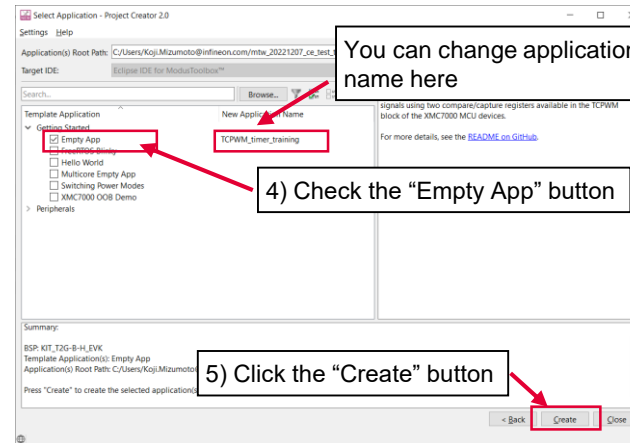 Select Application - Project Creator 2.0
Settings Help
Application(s) Root Path: C:/Users/Koji.Mizumoto@infineon.com/mtw_20221207_ce_test_t
Target IDE: Eclipse IDE for ModusToolbox™
You can change application
name here
Search...
Browse...
signals using two compare/capture registers available in the TCPWM
block of the XMC7000 MCU devices.
For more details, see the README on GitHub.
Template Application New Application Name
Getting Started
Empty App TCPWM_timer_training
FreeRTOS Blinky
Hello World
Multicore Empty App
Switching Power Modes
XMC7000 OOB Demo
Peripherals
4) Check the “Empty App” button
Summary:
BSP: KIT_T2G-B-H_EVK
Template Application(s): Empty App
Application(s) Root Path: C:/Users/Koji.Mizumoto
Press "Create" to create the selected application(s
5) Click the “Create” button
< Back Create Close